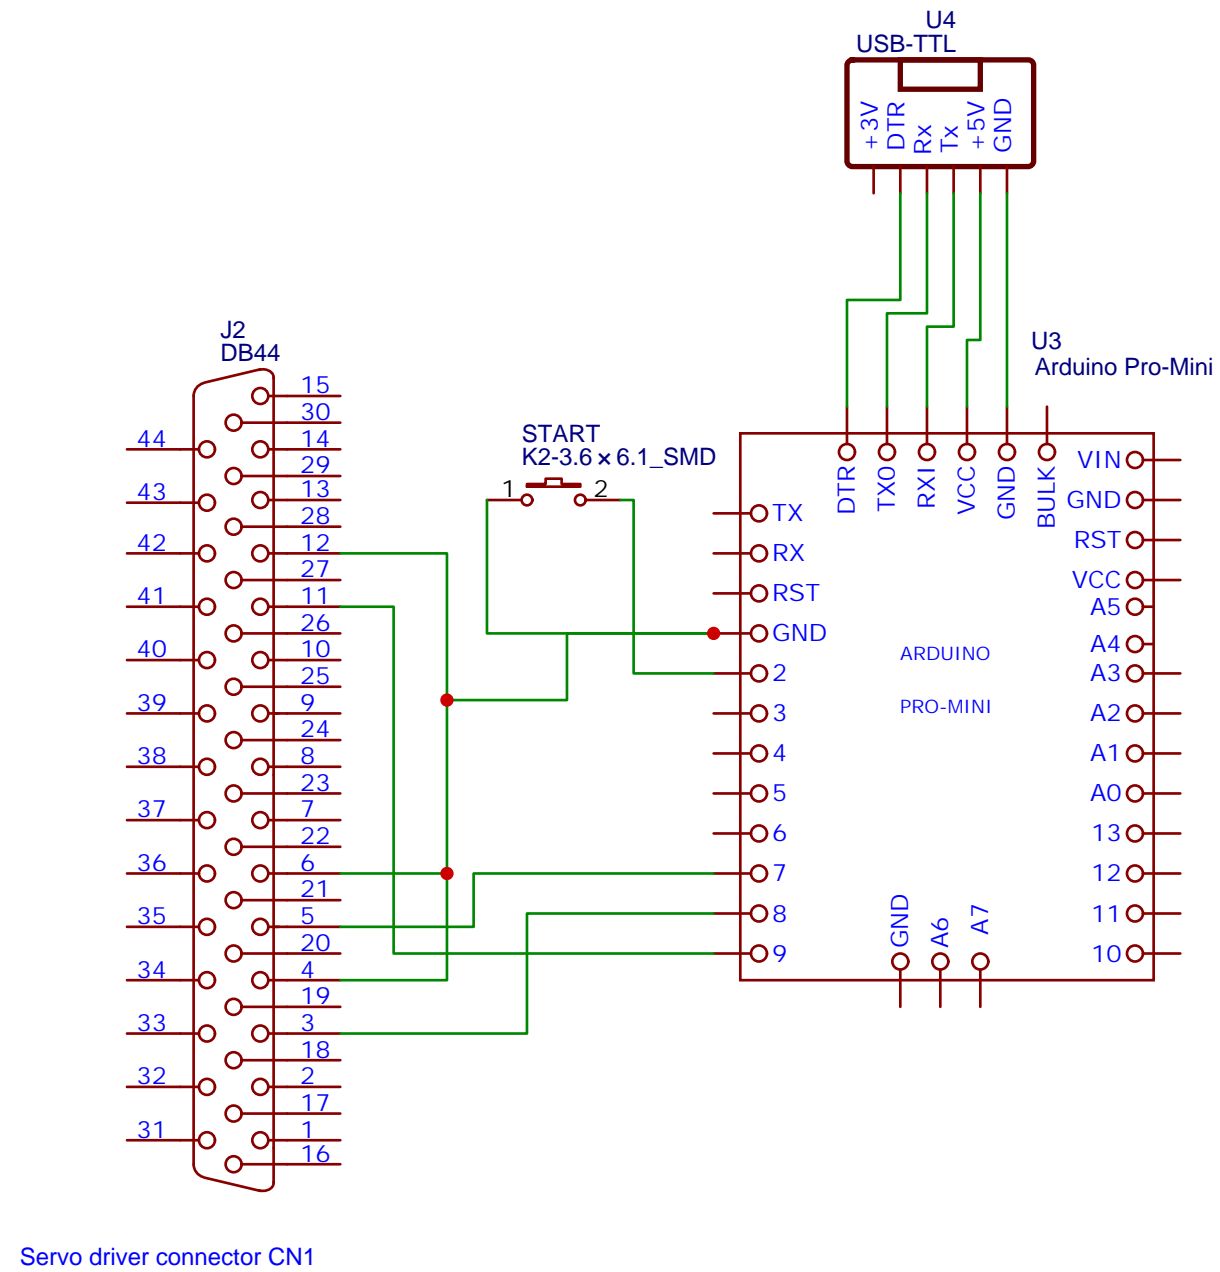 U4
USB-TTL
+3V
DTR
Rx
Tx
+5V
GND
U3
Arduino Pro-Mini
J2
DB44
15
30
44
14
29
43
13
28
42
12
27
41
11
26
40
10
25
39
9
24
38
8
23
37
7
22
36
6
21
35
5
20
34
4
19
33
3
18
32
2
17
31
1
16
START
K2-3.6×6.1_SMD
1
2
DTR
TX0
RXI
VCC
GND
BULK
TX
RX
RST
GND
2
3
4
5
6
7
8
9
ARDUINO
PRO-MINI
VIN
GND
RST
VCC
A5
A4
A3
A2
A1
A0
13
12
11
10
GND
A6
A7
Servo driver connector CN1